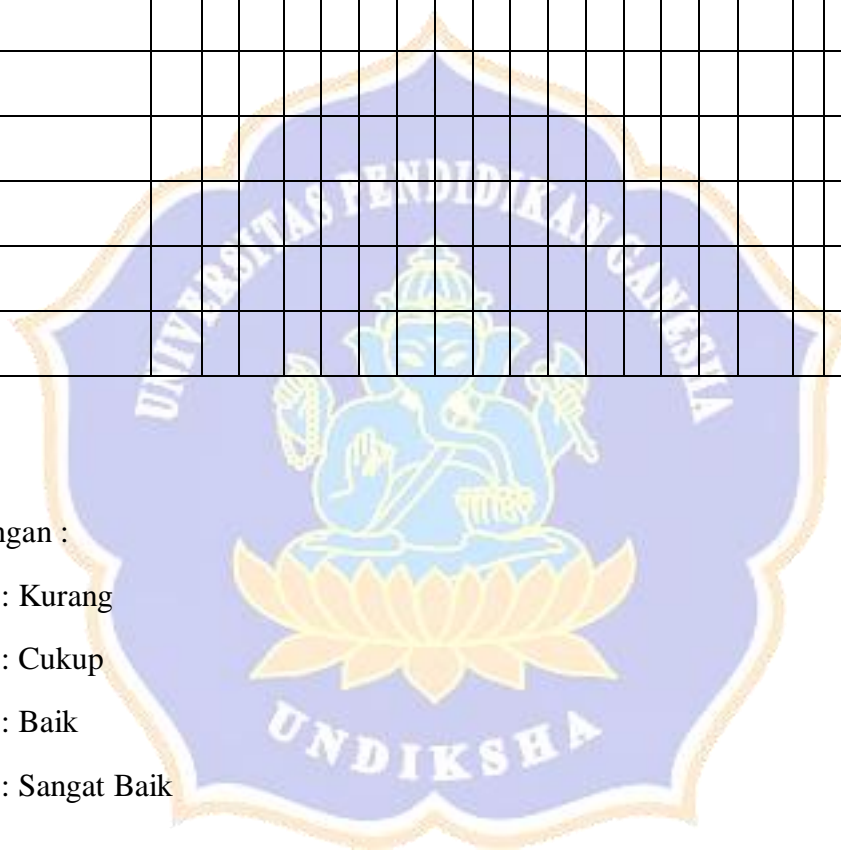 UNIVERSITAS PENDIDIKAN GANESHA
ngan :
: Kurang
: Cukup
: Baik
: Sangat Baik
UNDIKSHA